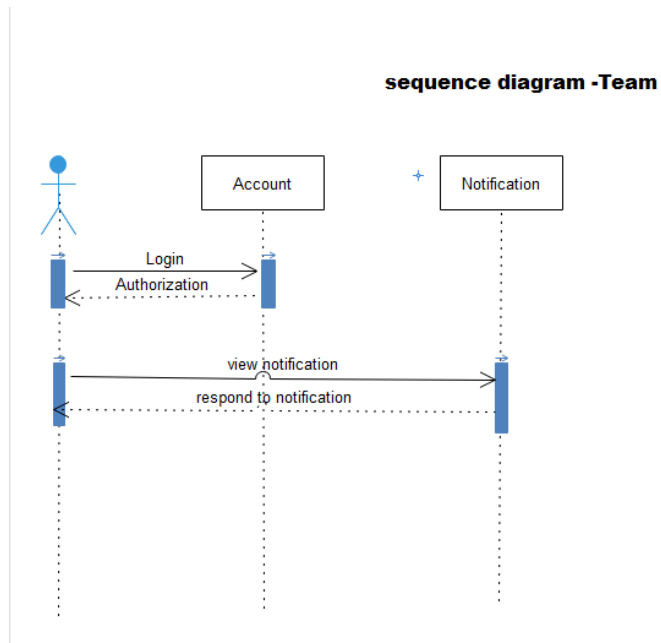 sequence diagram -Team
Account
Notification
Login
Authorization
view notification
respond to notification